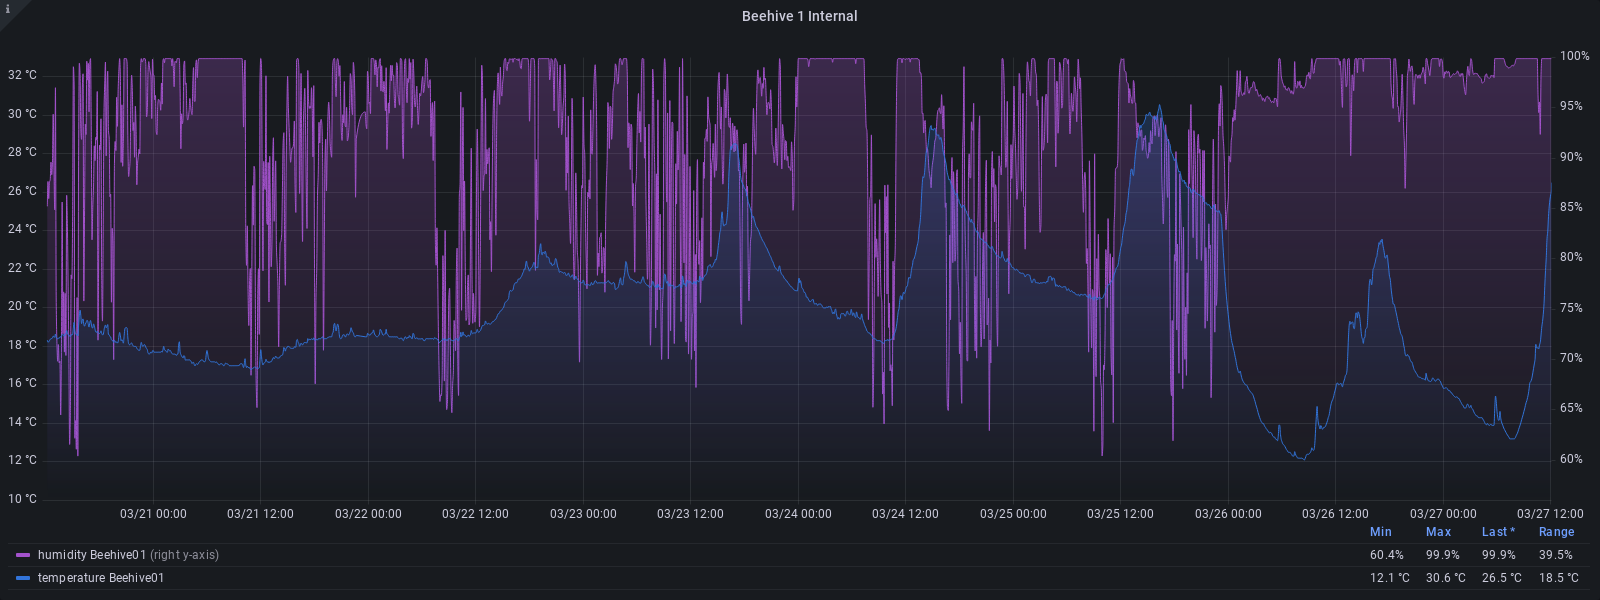 i
Beehive 1 Internal
32 °C
30 °C
28 °C
26 °C
24 °C
22 °C
20 °C
18 °C
16 °C
14 °C
12 °C
10 °C
100%
95%
90%
85%
80%
75%
70%
65%
60%
03/21 00:00 03/21 12:00 03/22 00:00 03/22 12:00 03/23 00:00 03/23 12:00 03/24 00:00 03/24 12:00 03/25 00:00 03/25 12:00 03/26 00:00 03/26 12:00 03/27 00:00 03/27 12:00
Min Max Last * Range
humidity Beehive01 (right y-axis) 60.4% 99.9% 99.9% 39.5%
temperature Beehive01 12.1 °C 30.6 °C 26.5 °C 18.5 °C